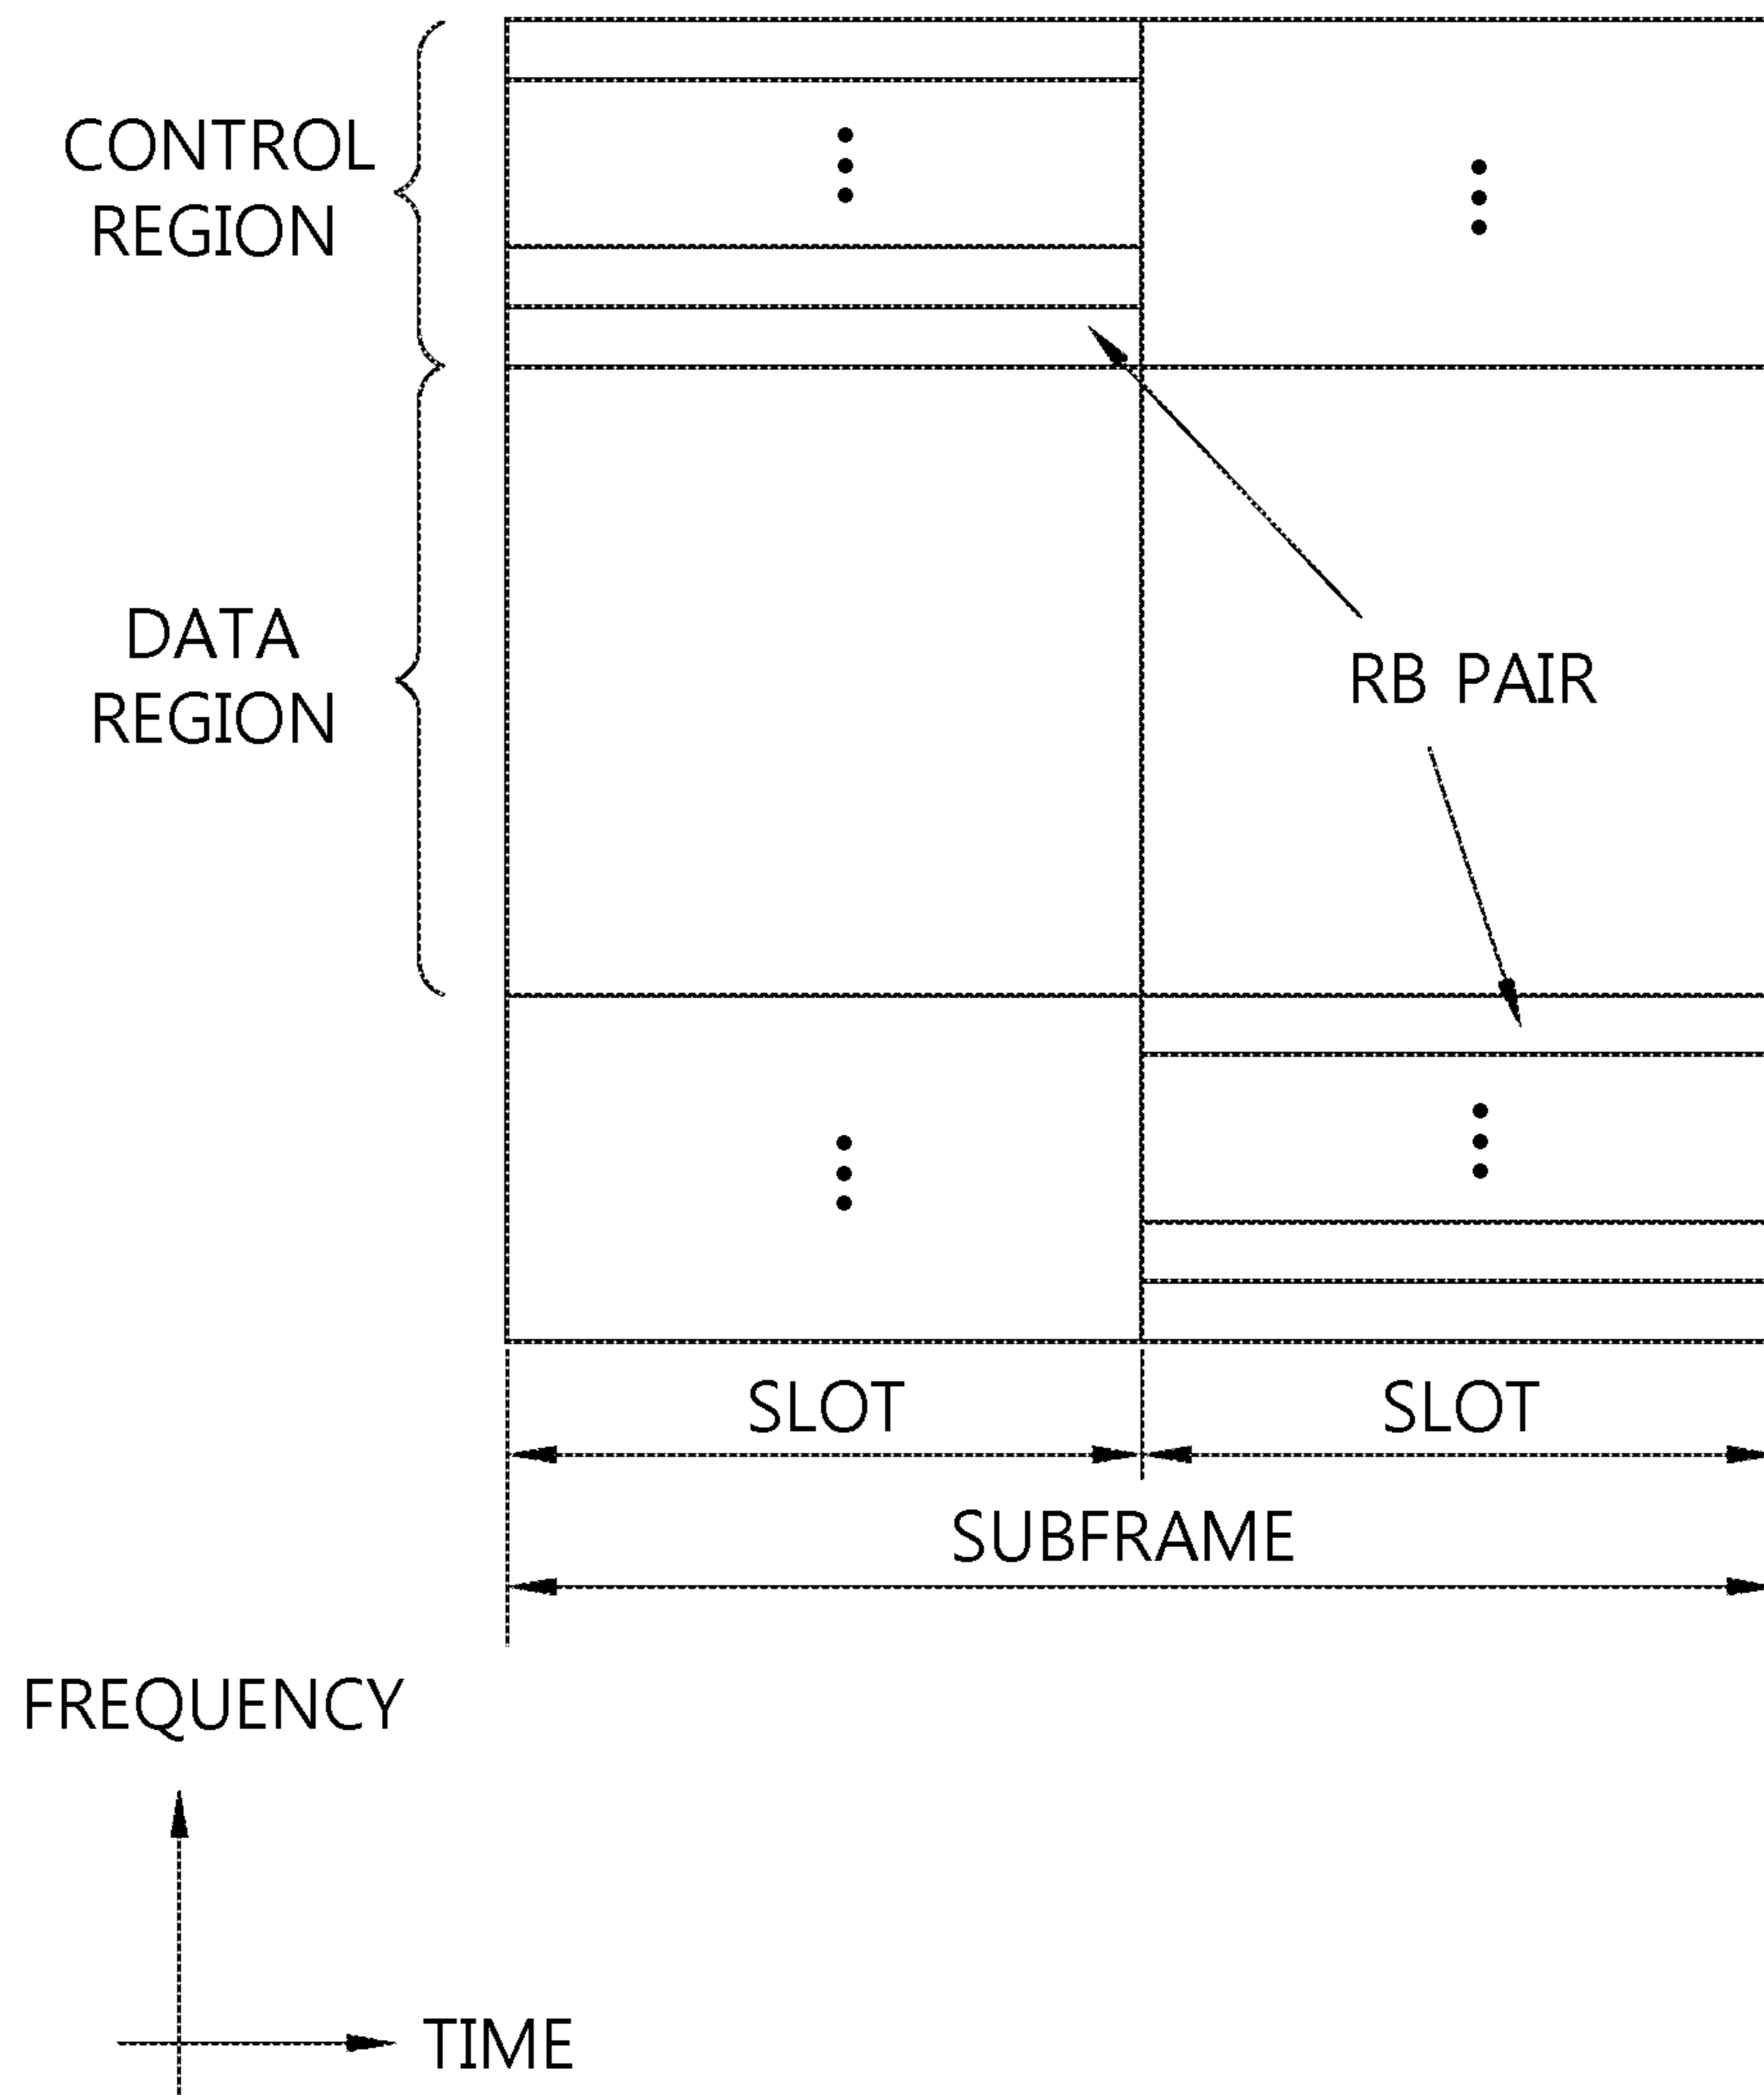 CONTROL
REGION
DATA
REGION
RB PAIR
SLOT
SLOT
SUBFRAME
FREQUENCY
TIME